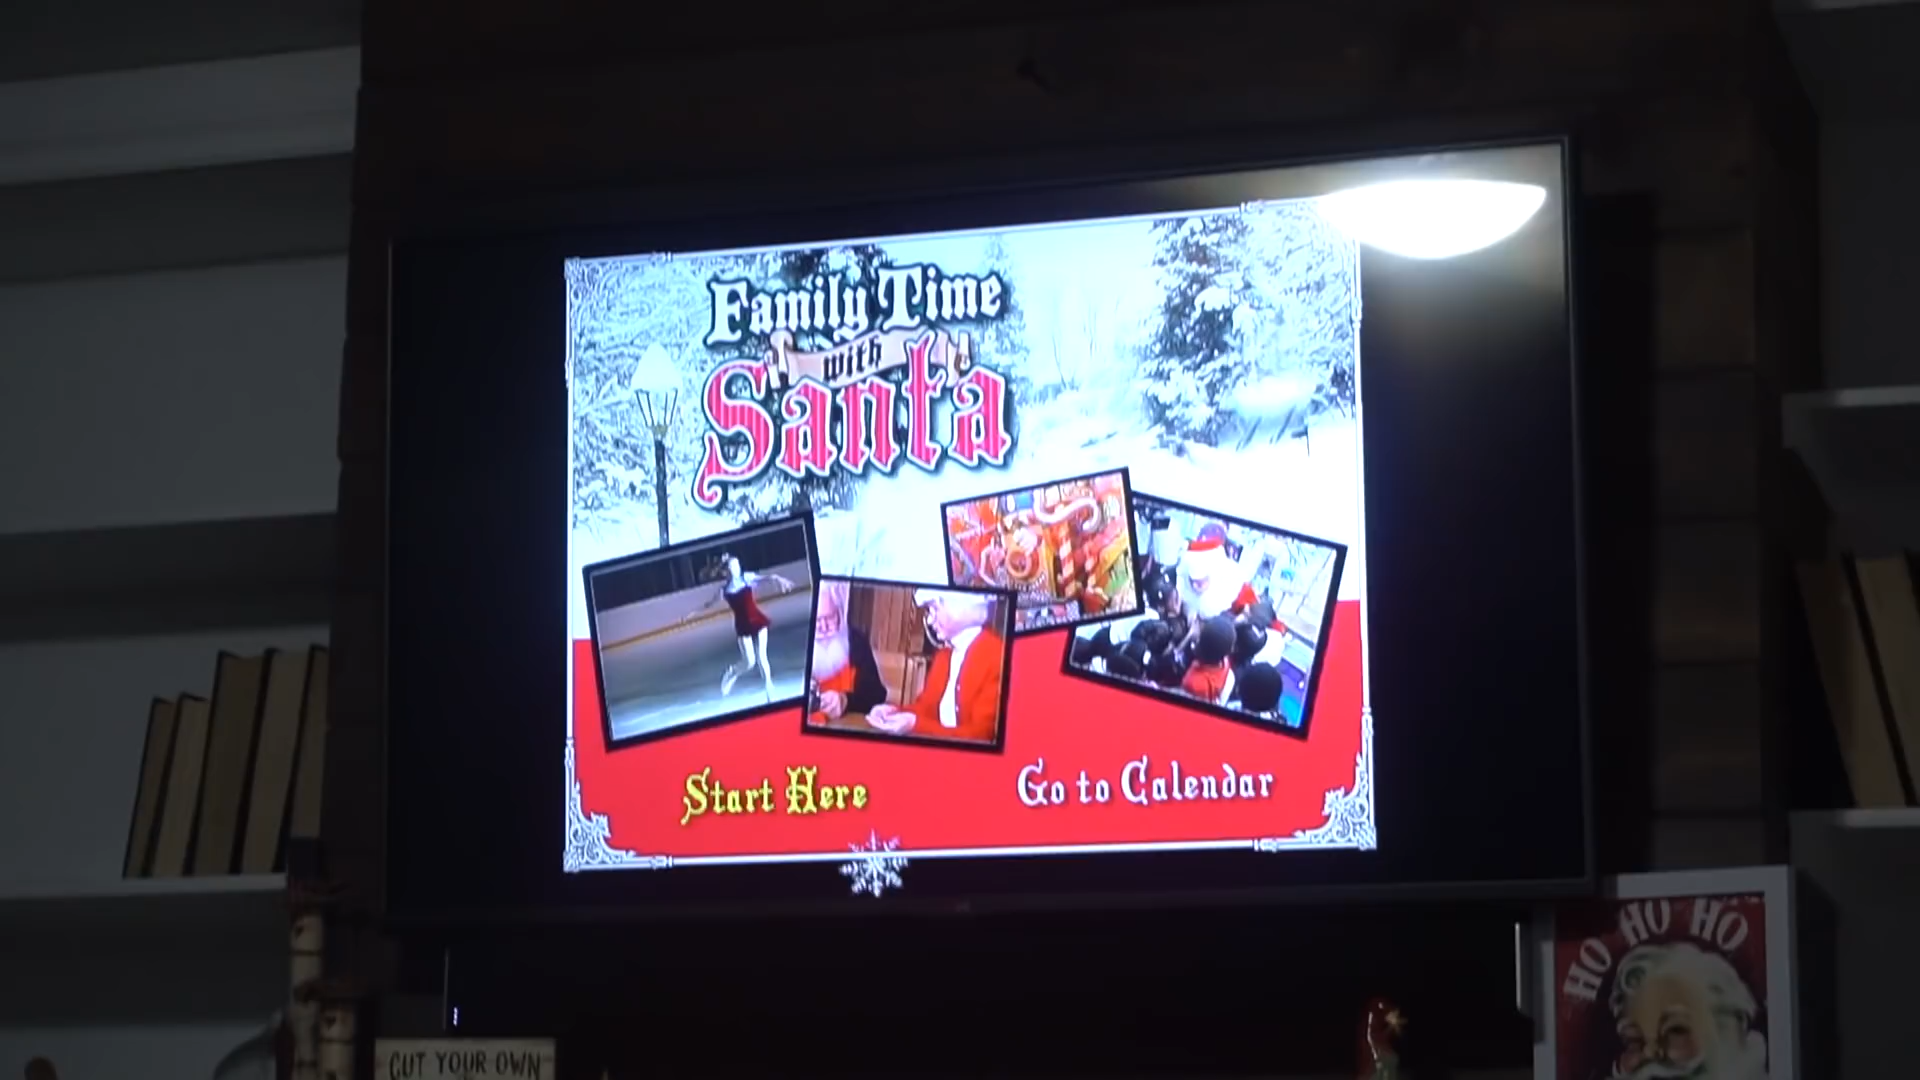 Family Time
with
Santa
Start Here
Go to Calendar
HO HO HO
CUT YOUR OWN